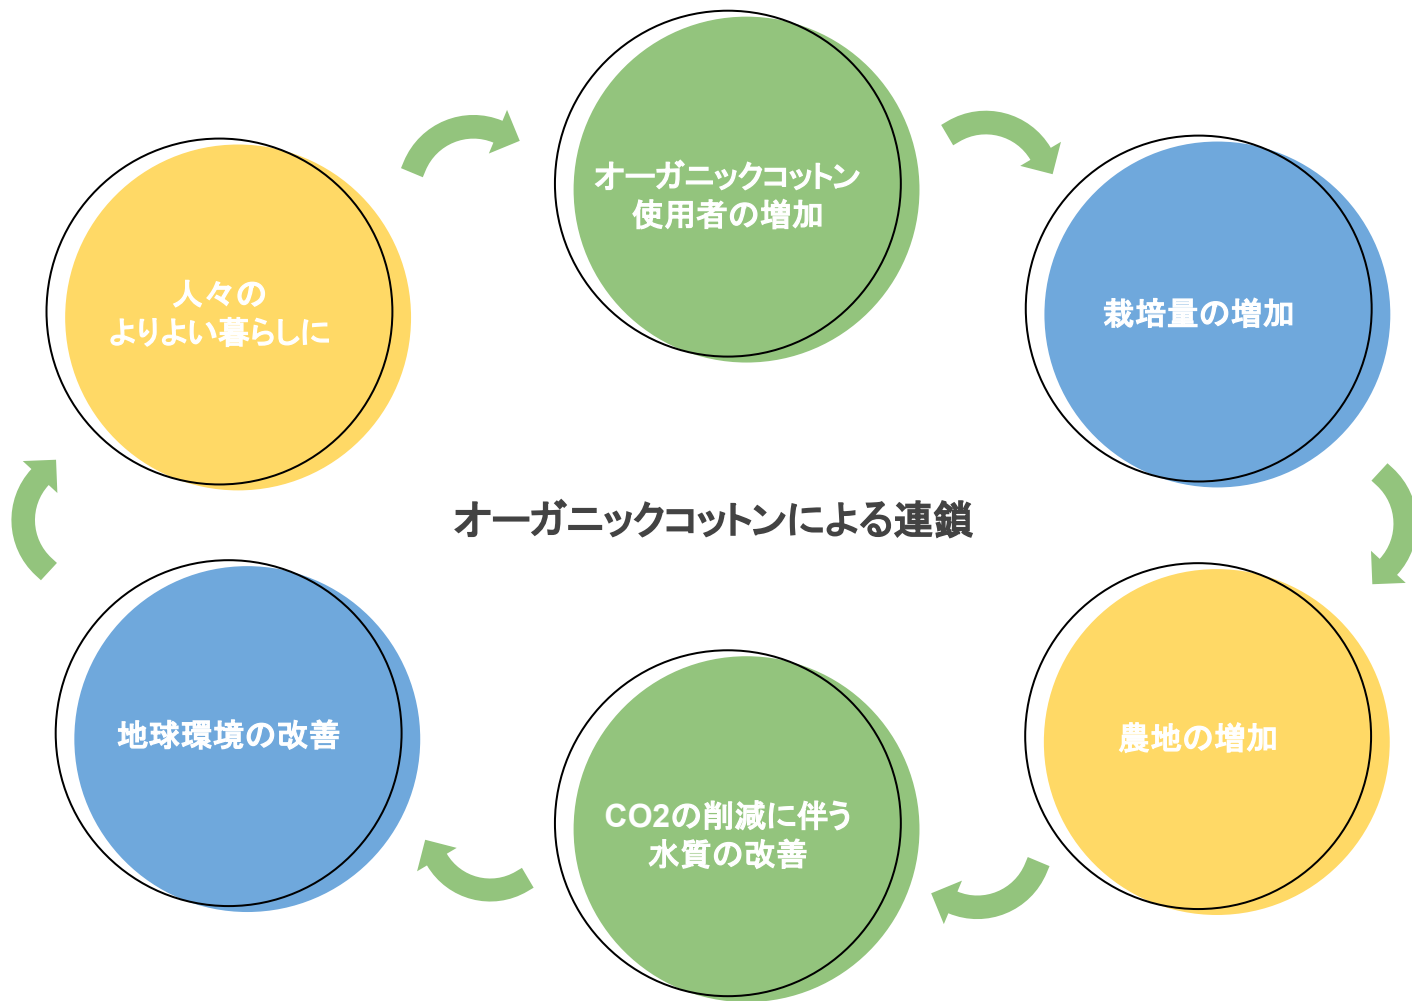 オーガニックコットン
使用者の増加
栽培量の増加
農地の増加
CO2の削減に伴う
水質の改善
地球環境の改善
人々の
よりよい暮らしに
オーガニックコットンによる連鎖